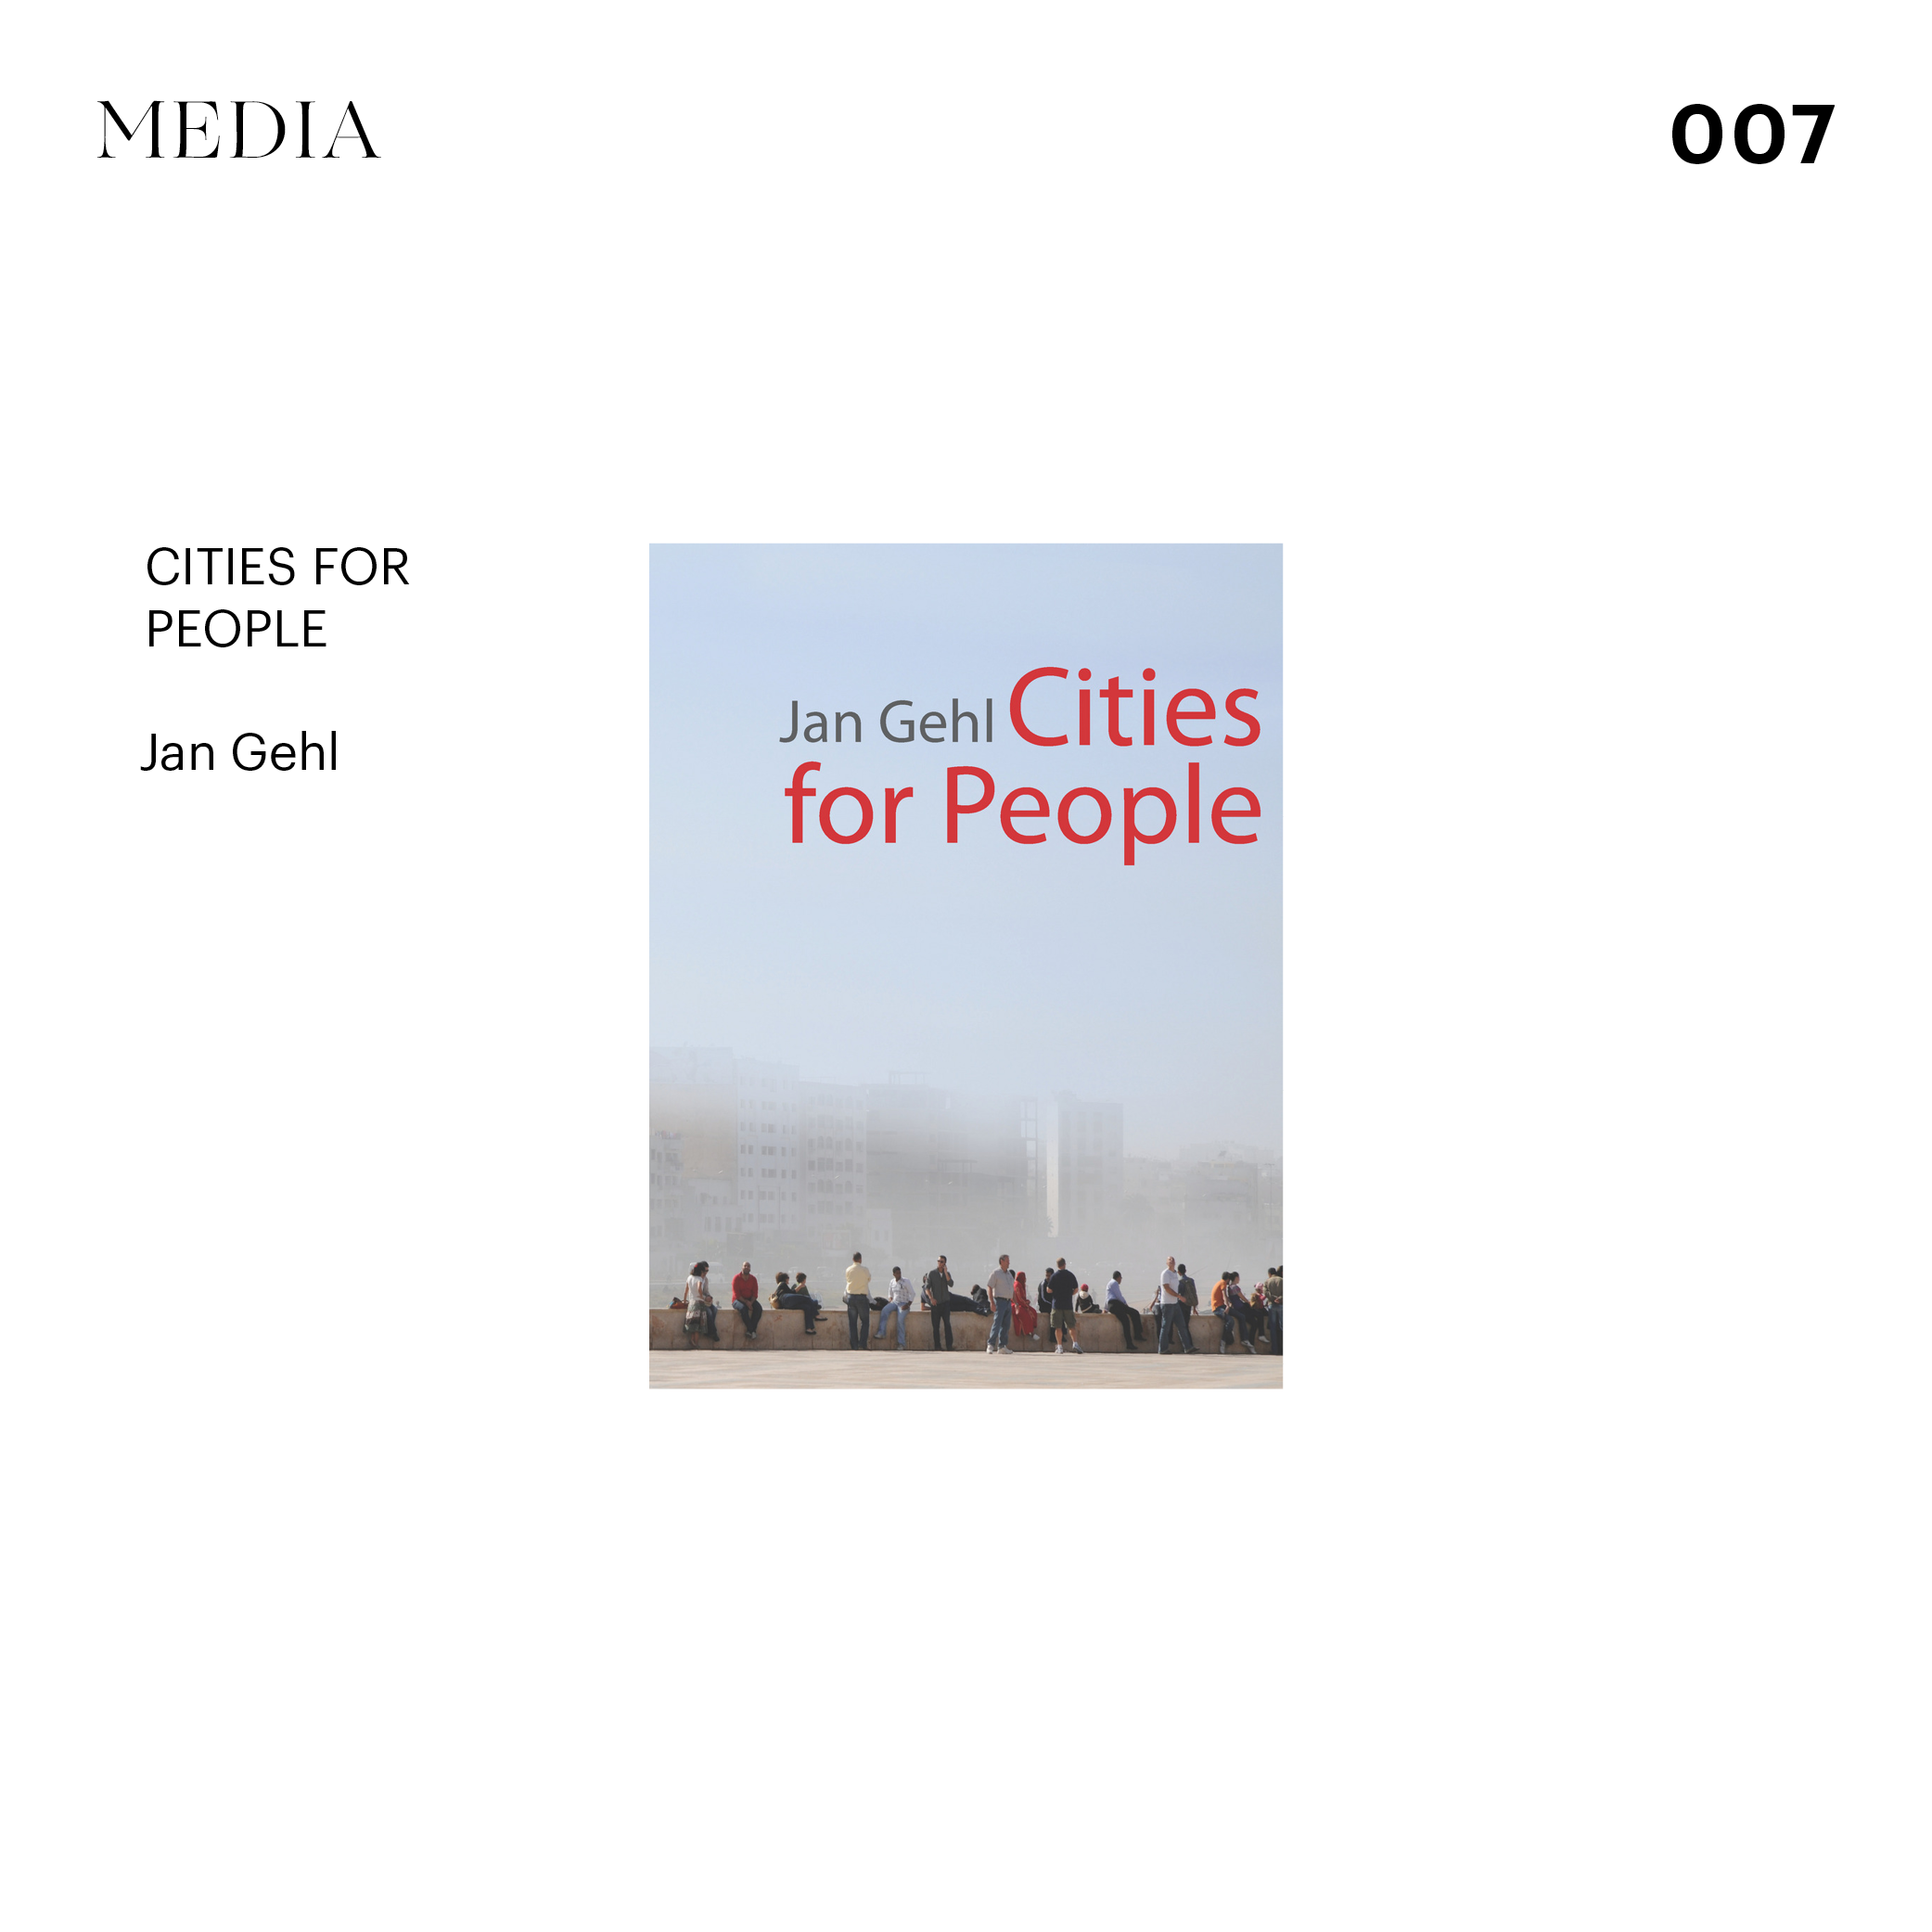 MEDIA
007
CITIES FOR
PEOPLE
Jan Gehl
Jan Gehl Cities
for People